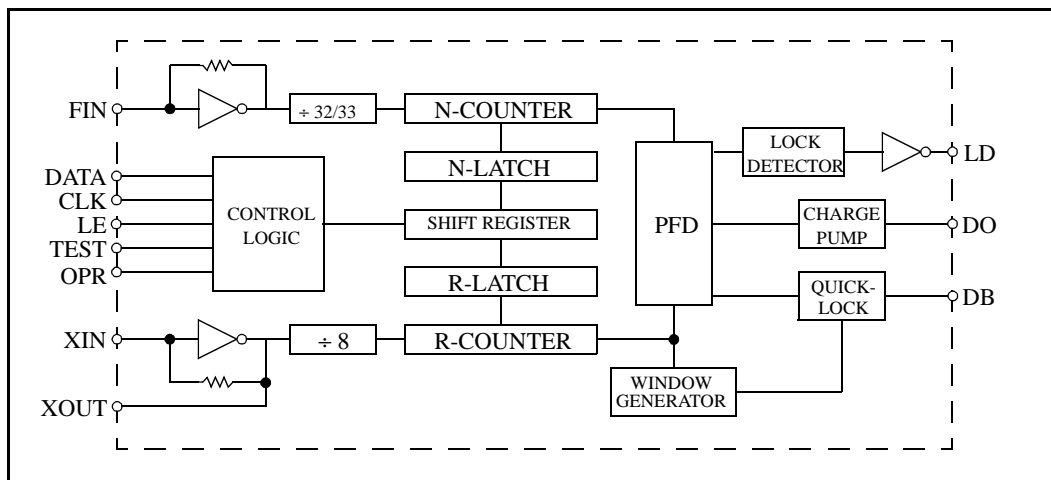 FIN
÷ 32/33
N-COUNTER
LOCK
DETECTOR
LD
DATA
CLK
LE
TEST
OPR
CONTROL
LOGIC
N-LATCH
SHIFT REGISTER
R-LATCH
PFD
CHARGE
PUMP
DO
QUICK-
LOCK
DB
XIN
÷ 8
R-COUNTER
WINDOW
GENERATOR
XOUT